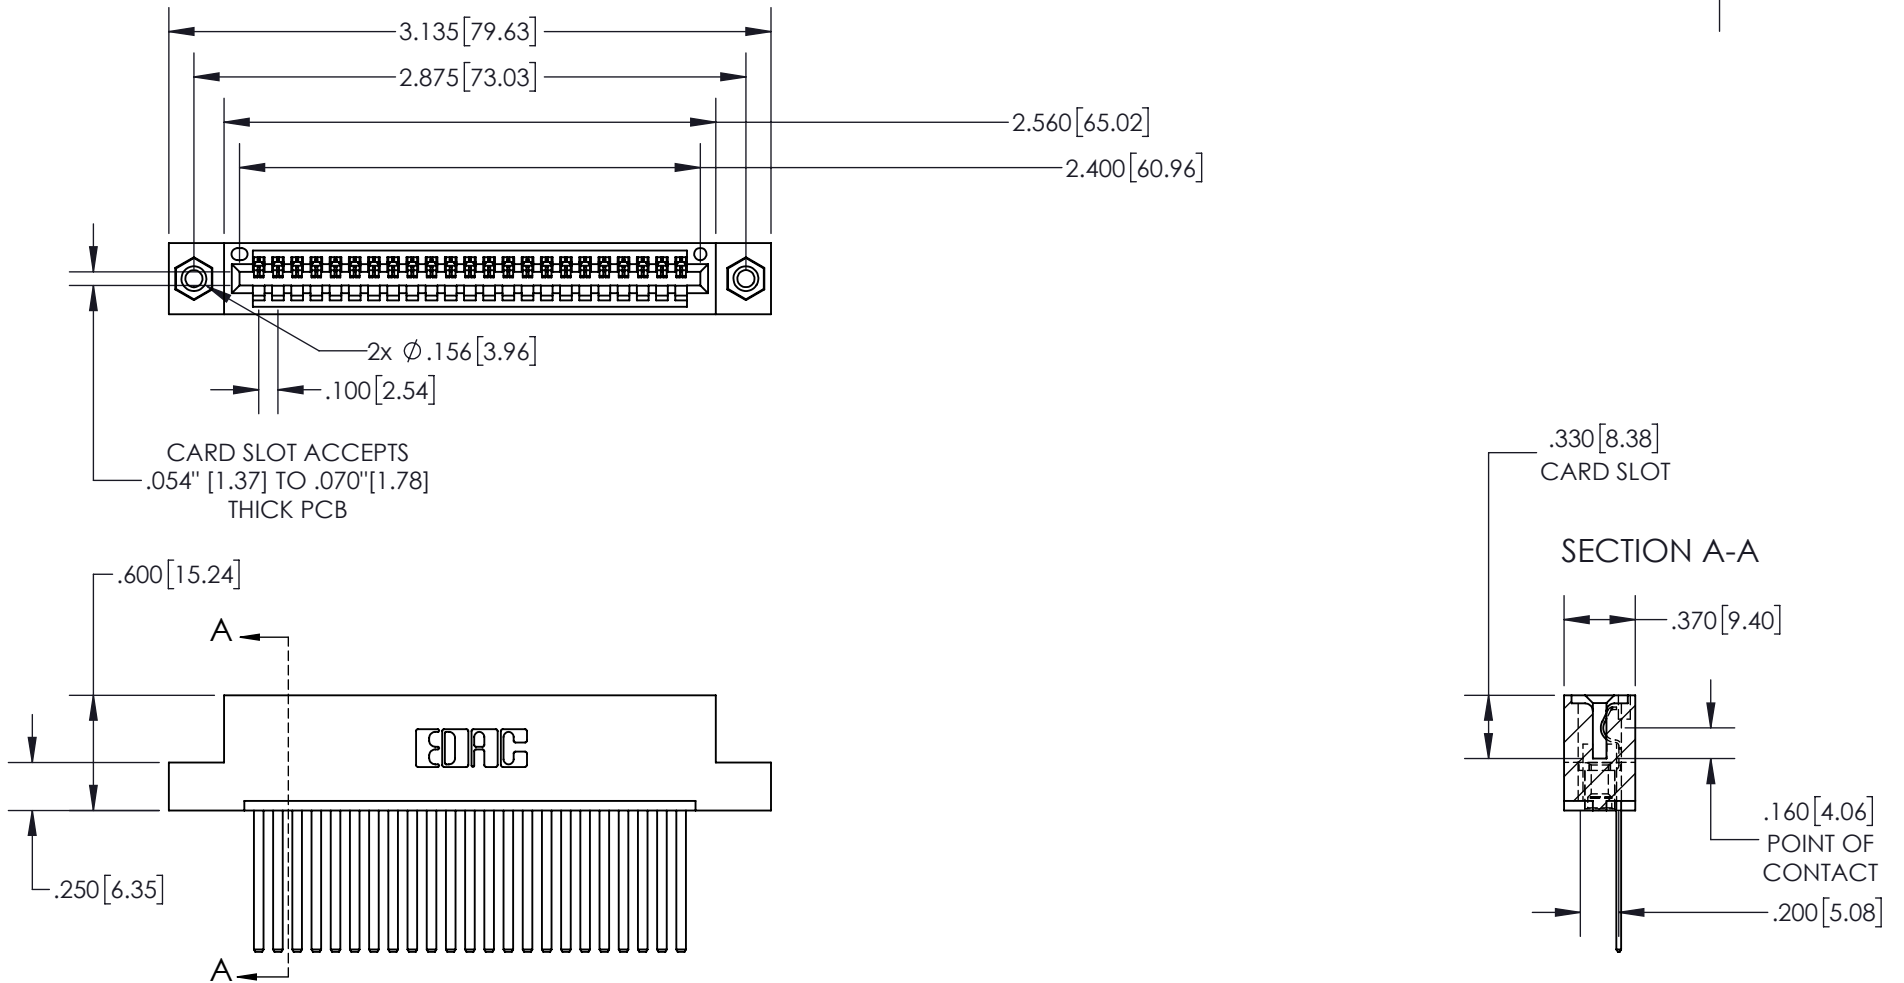 3.135[79.63]
2.875[73.03]
2.560[65.02]
2.400[60.96]
2x Ø.156[3.96]
.100[2.54]
CARD SLOT ACCEPTS
.054" [1.37] TO .070"[1.78]
THICK PCB
.330[8.38]
CARD SLOT
SECTION A-A
.600[15.24]
.370[9.40]
A
EDAC
.160[4.06]
POINT OF
CONTACT
.250[6.35]
.200[5.08]
A